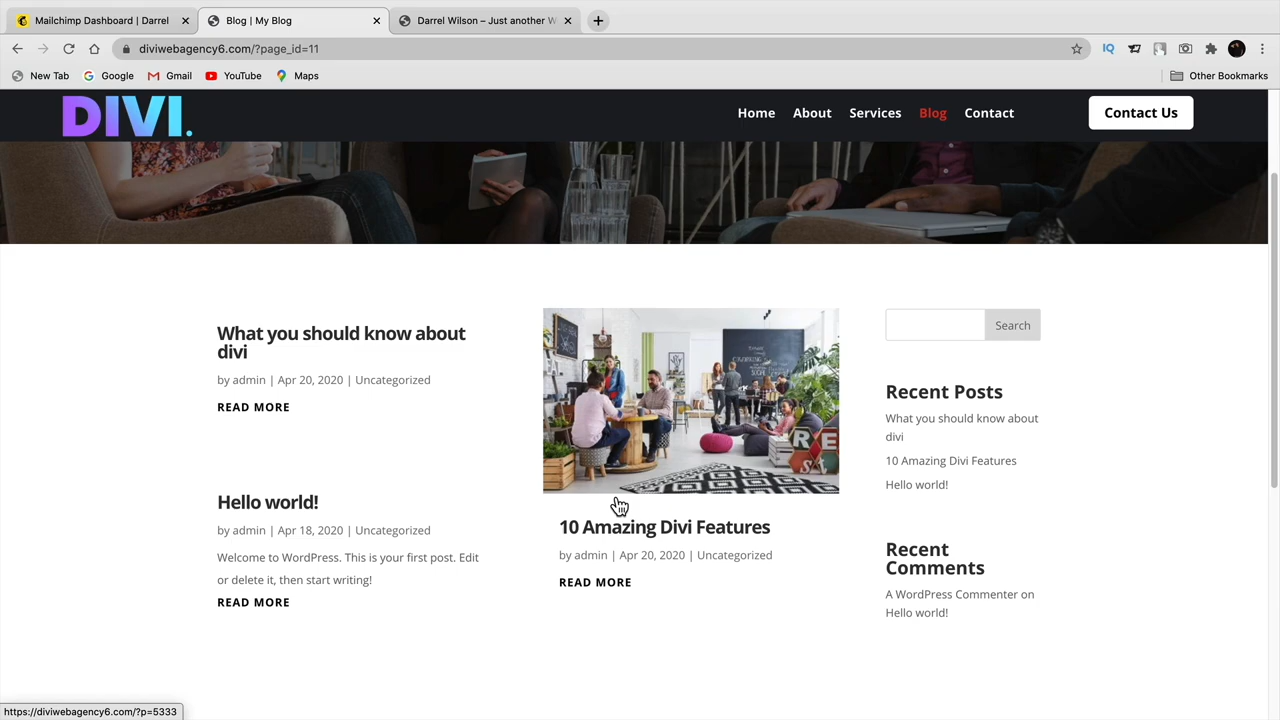 Mailchimp Dashboard | Darrel
Blog | My Blog
Darrel Wilson – Just another W
diviwebagency6.com/?page_id=11
New Tab
Google
Gmail
YouTube
Maps
Other Bookmarks
DIVI.
Home
About
Services
Blog
Contact
Contact Us
What you should know about
divi
by admin | Apr 20, 2020 | Uncategorized
READ MORE
Hello world!
by admin | Apr 18, 2020 | Uncategorized
Welcome to WordPress. This is your first post. Edit
or delete it, then start writing!
READ MORE
10 Amazing Divi Features
by admin | Apr 20, 2020 | Uncategorized
READ MORE
Search
Recent Posts
What you should know about
divi
10 Amazing Divi Features
Hello world!
Recent
Comments
A WordPress Commenter on
Hello world!
https://diviwebagency6.com/?p=5333